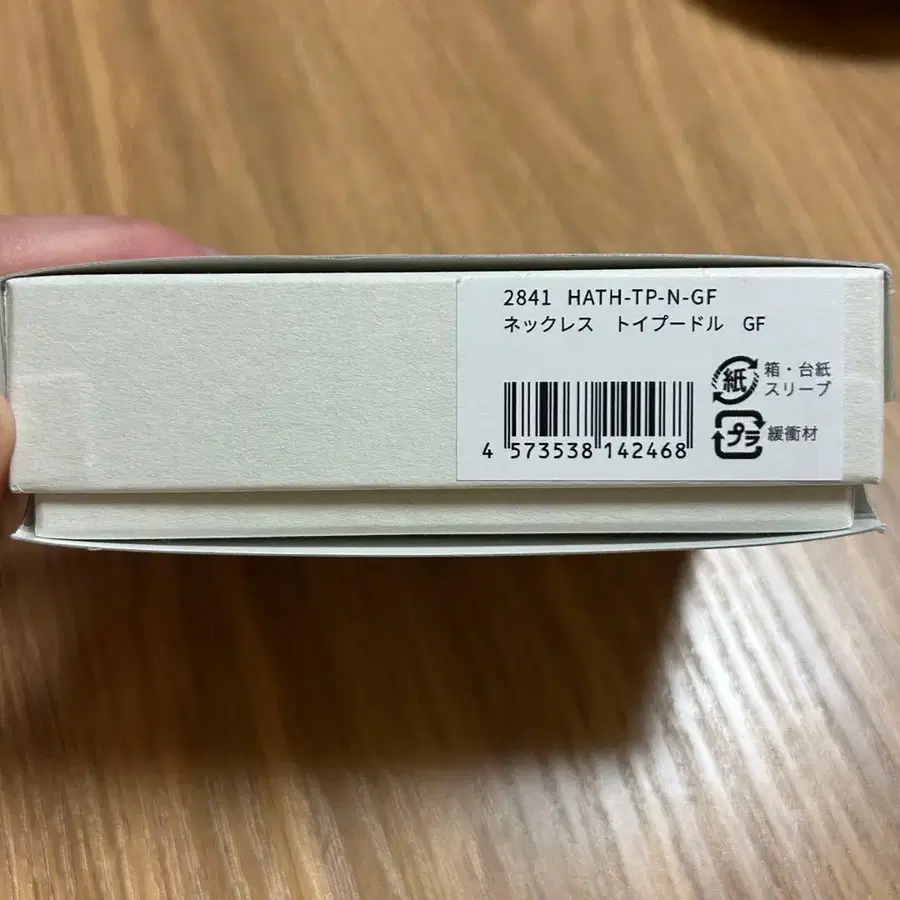 2841 HATH-TP-N-GF
ネックレス トイプードル GF
紙 箱・台紙
スリーブ
プラ 緩衝材
4 573538 142468